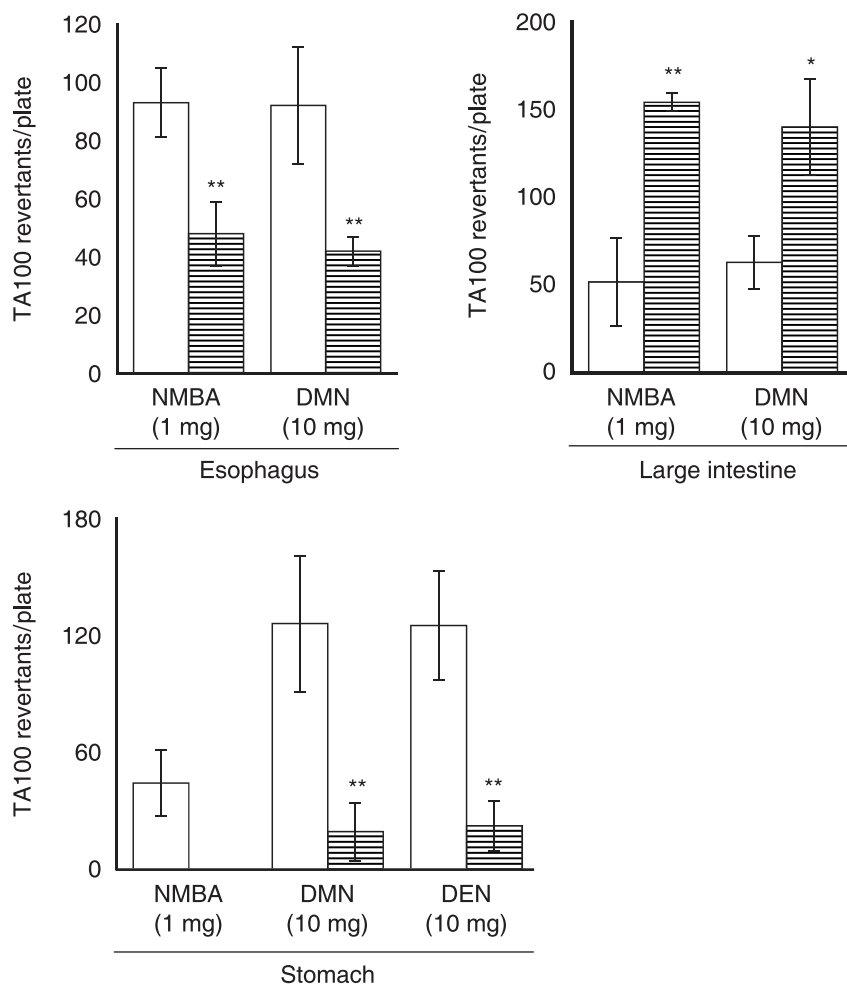 TA100 revertants/plate
120
100
80
60
40
20
0
**
**
NMBA
(1 mg)
DMN
(10 mg)
Esophagus
TA100 revertants/plate
200
150
100
50
0
**
*
NMBA
(1 mg)
DMN
(10 mg)
Large intestine
TA100 revertants/plate
180
120
60
0
**
**
NMBA
(1 mg)
DMN
(10 mg)
DEN
(10 mg)
Stomach